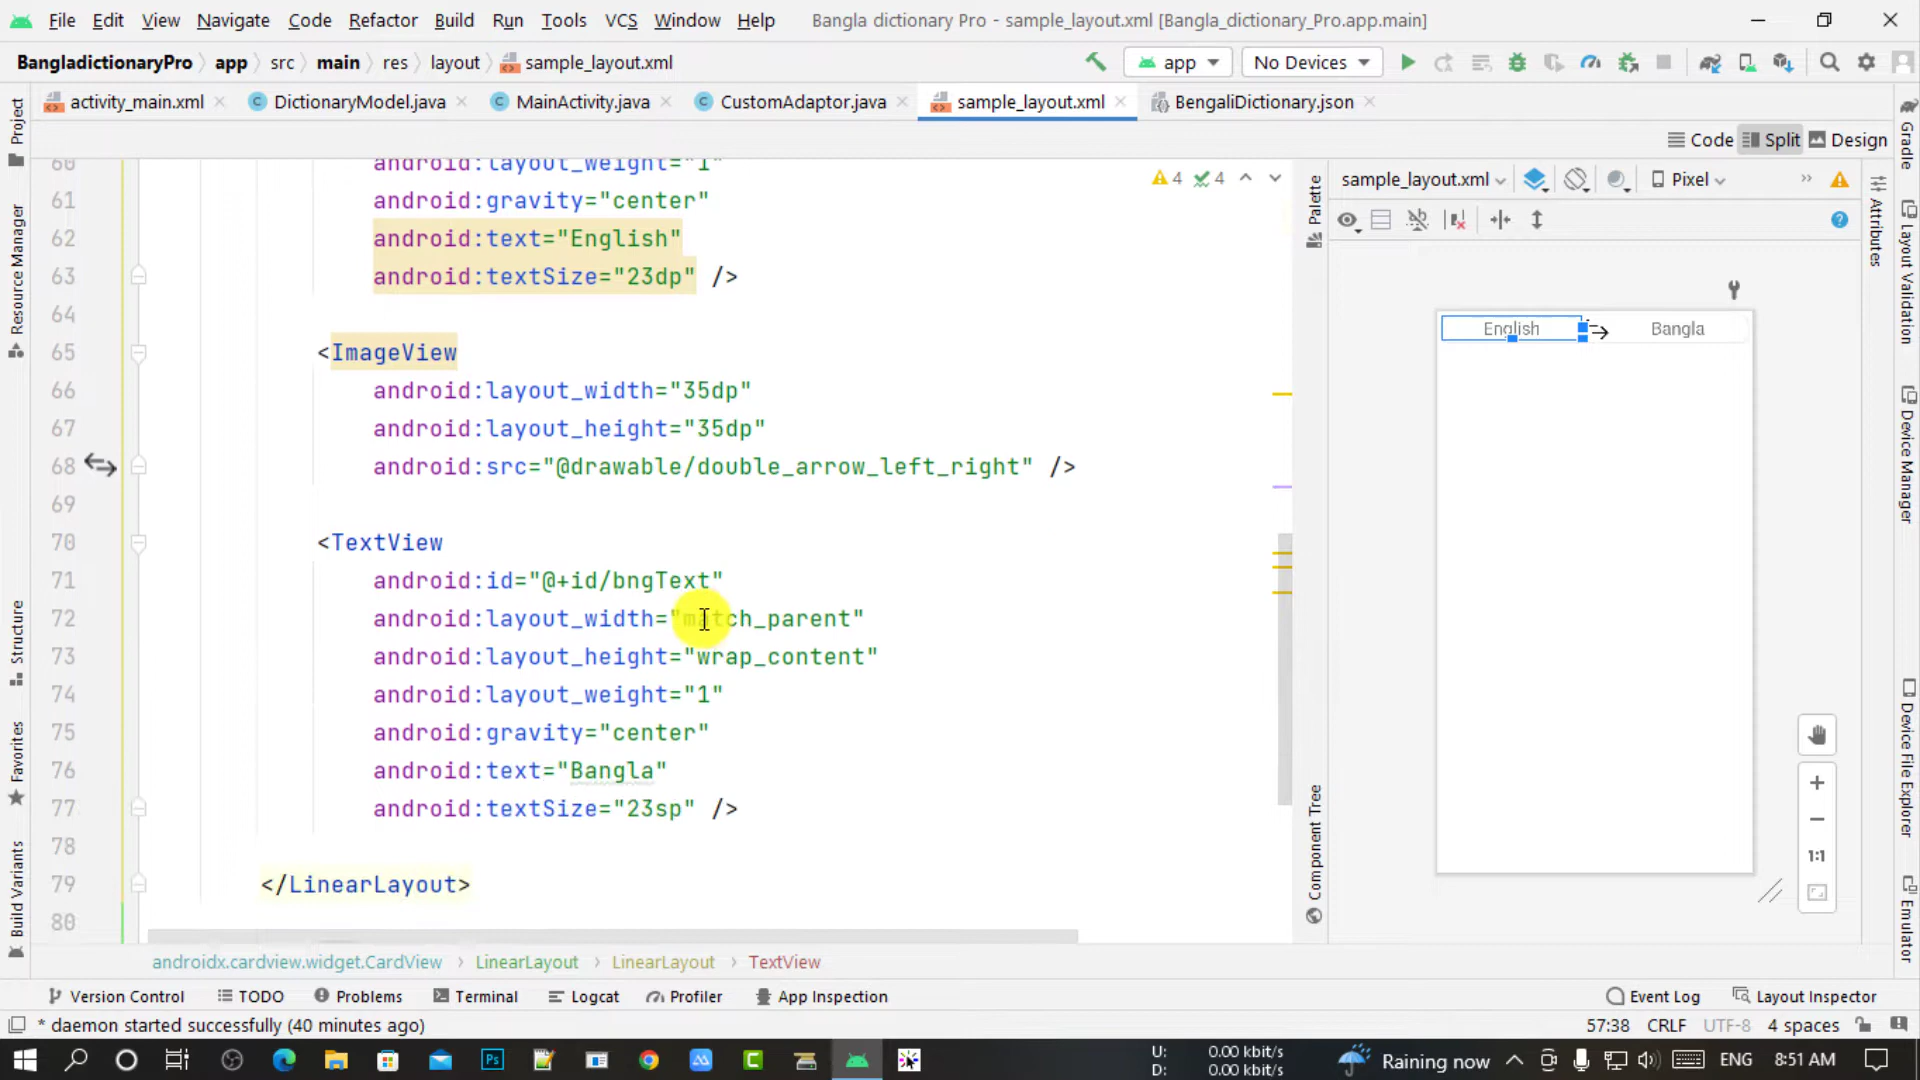 File Edit View Navigate Code Refactor Build Run Tools VCS Window Help Bangla dictionary Pro - sample_layout.xml [Bangla_dictionary_Pro.app.main]
BangladictionaryPro app src main res layout sample_layout.xml app No Devices
activity_main.xml DictionaryModel.java MainActivity.java CustomAdaptor.java sample_layout.xml BengaliDictionary.json
Code Split Design
60 android:layout_weight="1"
61 android:gravity="center"
62 android:text="English"
63 android:textSize="23dp" />
64
65 <ImageView
66 android:layout_width="35dp"
67 android:layout_height="35dp"
68 android:src="@drawable/double_arrow_left_right" />
69
70 <TextView
71 android:id="@+id/bngText"
72 android:layout_width="match_parent"
73 android:layout_height="wrap_content"
74 android:layout_weight="1"
75 android:gravity="center"
76 android:text="Bangla"
77 android:textSize="23sp" />
78
79 </LinearLayout>
80
4 4
sample_layout.xml Pixel
English Bangla
1:1
Project
Resource Manager
Structure
Favorites
Build Variants
Palette
Component Tree
Attributes
Gradle
Layout Validation
Device Manager
Device File Explorer
Emulator
androidx.cardview.widget.CardView LinearLayout LinearLayout TextView
Version Control TODO Problems Terminal Logcat Profiler App Inspection Event Log Layout Inspector
* daemon started successfully (40 minutes ago) 57:38 CRLF UTF-8 4 spaces
U: 0.00 kbit/s
D: 0.00 kbit/s
Raining now ENG 8:51 AM